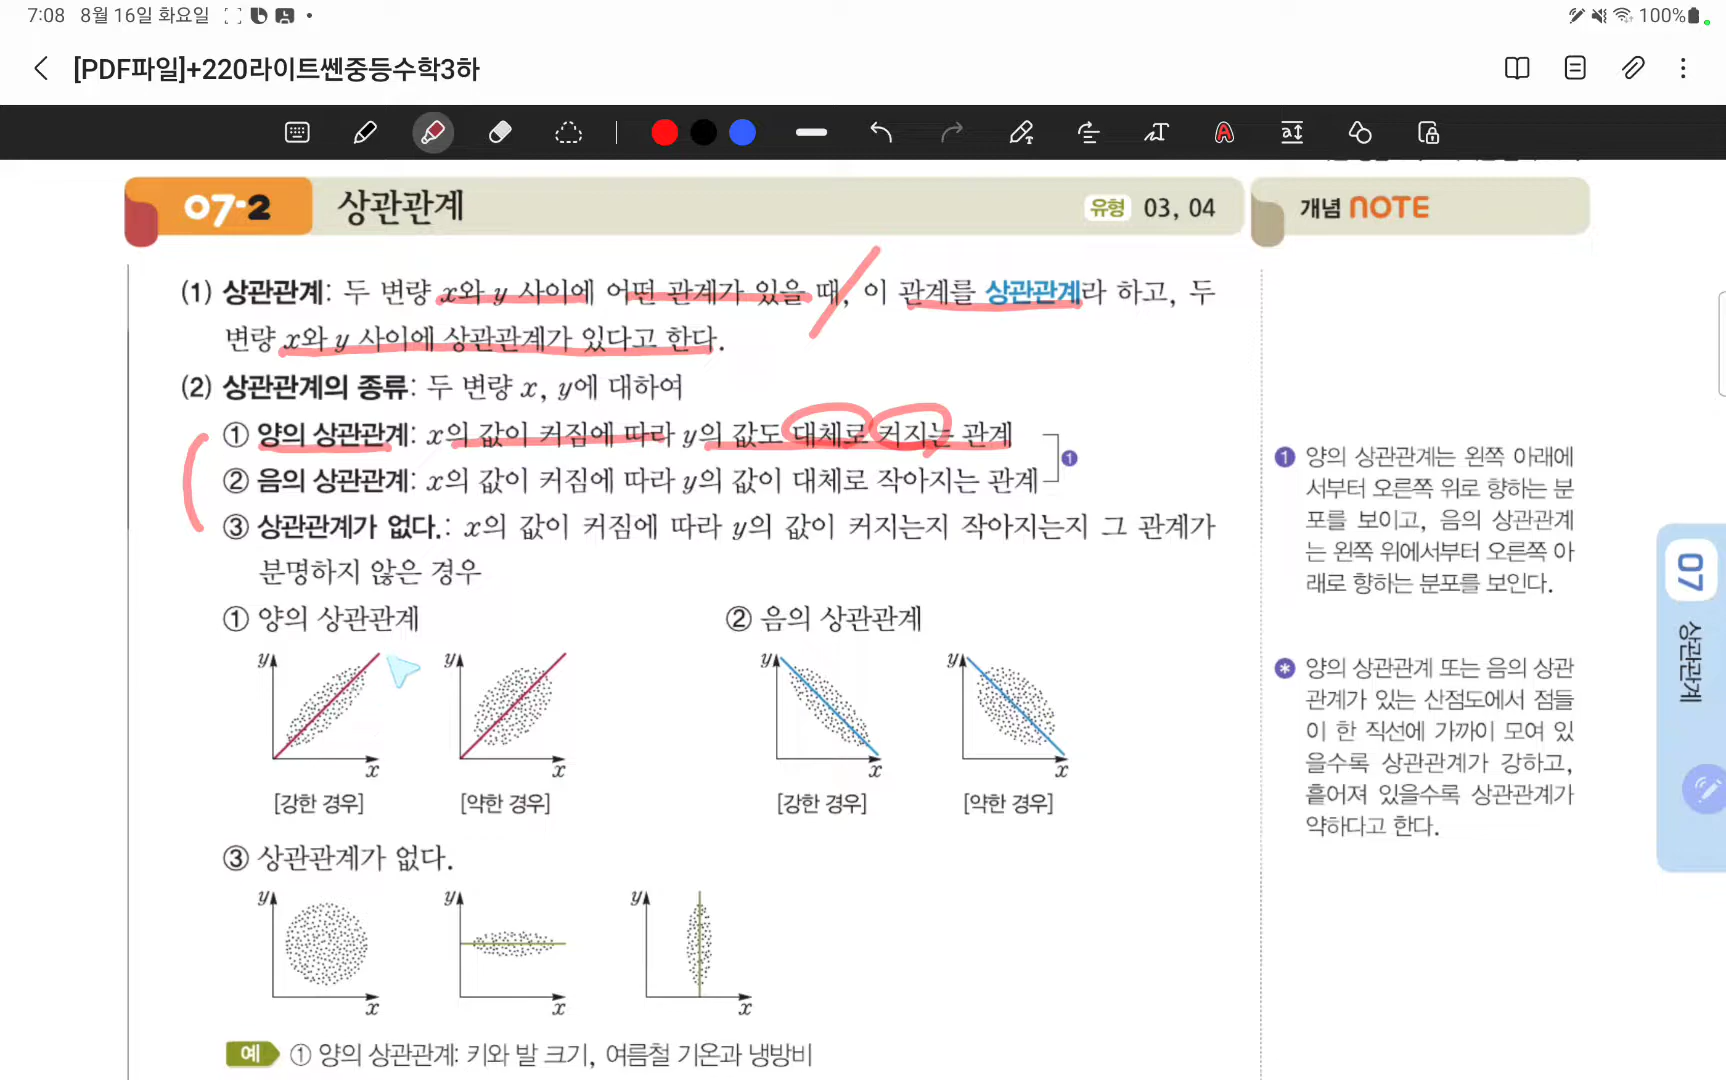 7:08 8월 16일 화요일
100%
[PDF파일]+220라이트쎈중등수학3하
07-2 상관관계
유형 03, 04
개념 NOTE
(1) 상관관계: 두 변량 x와 y 사이에 어떤 관계가 있을 때, 이 관계를 상관관계라 하고, 두
변량 x와 y 사이에 상관관계가 있다고 한다.
(2) 상관관계의 종류: 두 변량 x, y에 대하여
① 양의 상관관계: x의 값이 커짐에 따라 y의 값도 대체로 커지는 관계
② 음의 상관관계: x의 값이 커짐에 따라 y의 값이 대체로 작아지는 관계
❶
③ 상관관계가 없다.: x의 값이 커짐에 따라 y의 값이 커지는지 작아지는지 그 관계가
분명하지 않은 경우
① 양의 상관관계
② 음의 상관관계
y
x
[강한 경우]
y
x
[약한 경우]
y
x
[강한 경우]
y
x
[약한 경우]
③ 상관관계가 없다.
y
x
y
x
y
x
예 ① 양의 상관관계: 키와 발 크기, 여름철 기온과 냉방비
❶ 양의 상관관계는 왼쪽 아래에
서부터 오른쪽 위로 향하는 분
포를 보이고, 음의 상관관계
는 왼쪽 위에서부터 오른쪽 아
래로 향하는 분포를 보인다.
* 양의 상관관계 또는 음의 상관
관계가 있는 산점도에서 점들
이 한 직선에 가까이 모여 있
을수록 상관관계가 강하고,
흩어져 있을수록 상관관계가
약하다고 한다.
07
상관관계